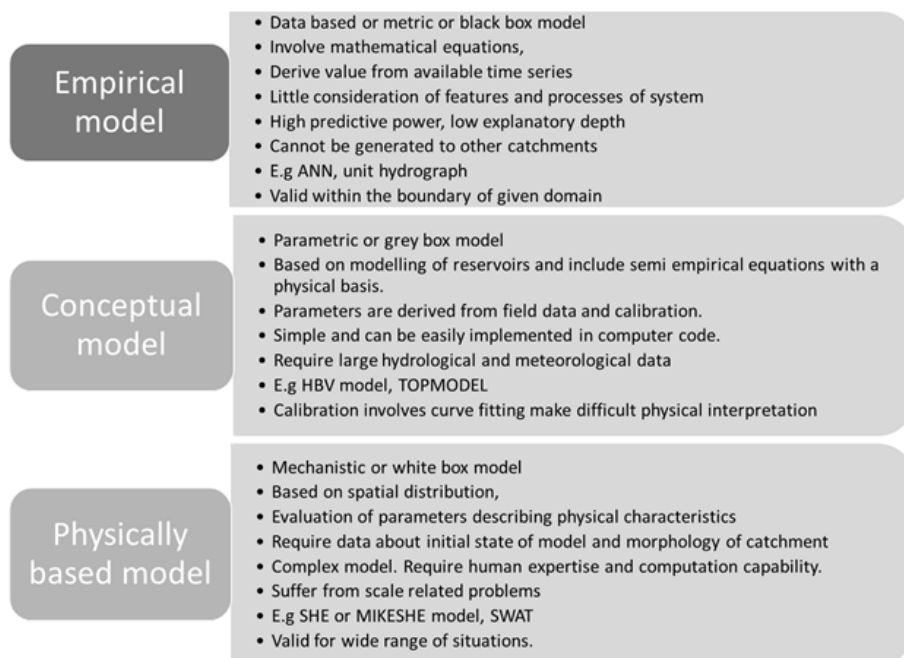 Empirical
model
• Data based or metric or black box model
• Involve mathematical equations,
• Derive value from available time series
• Little consideration of features and processes of system
• High predictive power, low explanatory depth
• Cannot be generated to other catchments
• E.g ANN, unit hydrograph
• Valid within the boundary of given domain
Conceptual
model
• Parametric or grey box model
• Based on modelling of reservoirs and include semi empirical equations with a
physical basis.
• Parameters are derived from field data and calibration.
• Simple and can be easily implemented in computer code.
• Require large hydrological and meteorological data
• E.g HBV model, TOPMODEL
• Calibration involves curve fitting make difficult physical interpretation
Physically
based model
• Mechanistic or white box model
• Based on spatial distribution,
• Evaluation of parameters describing physical characteristics
• Require data about initial state of model and morphology of catchment
• Complex model. Require human expertise and computation capability.
• Suffer from scale related problems
• E.g SHE or MIKESHE model, SWAT
• Valid for wide range of situations.